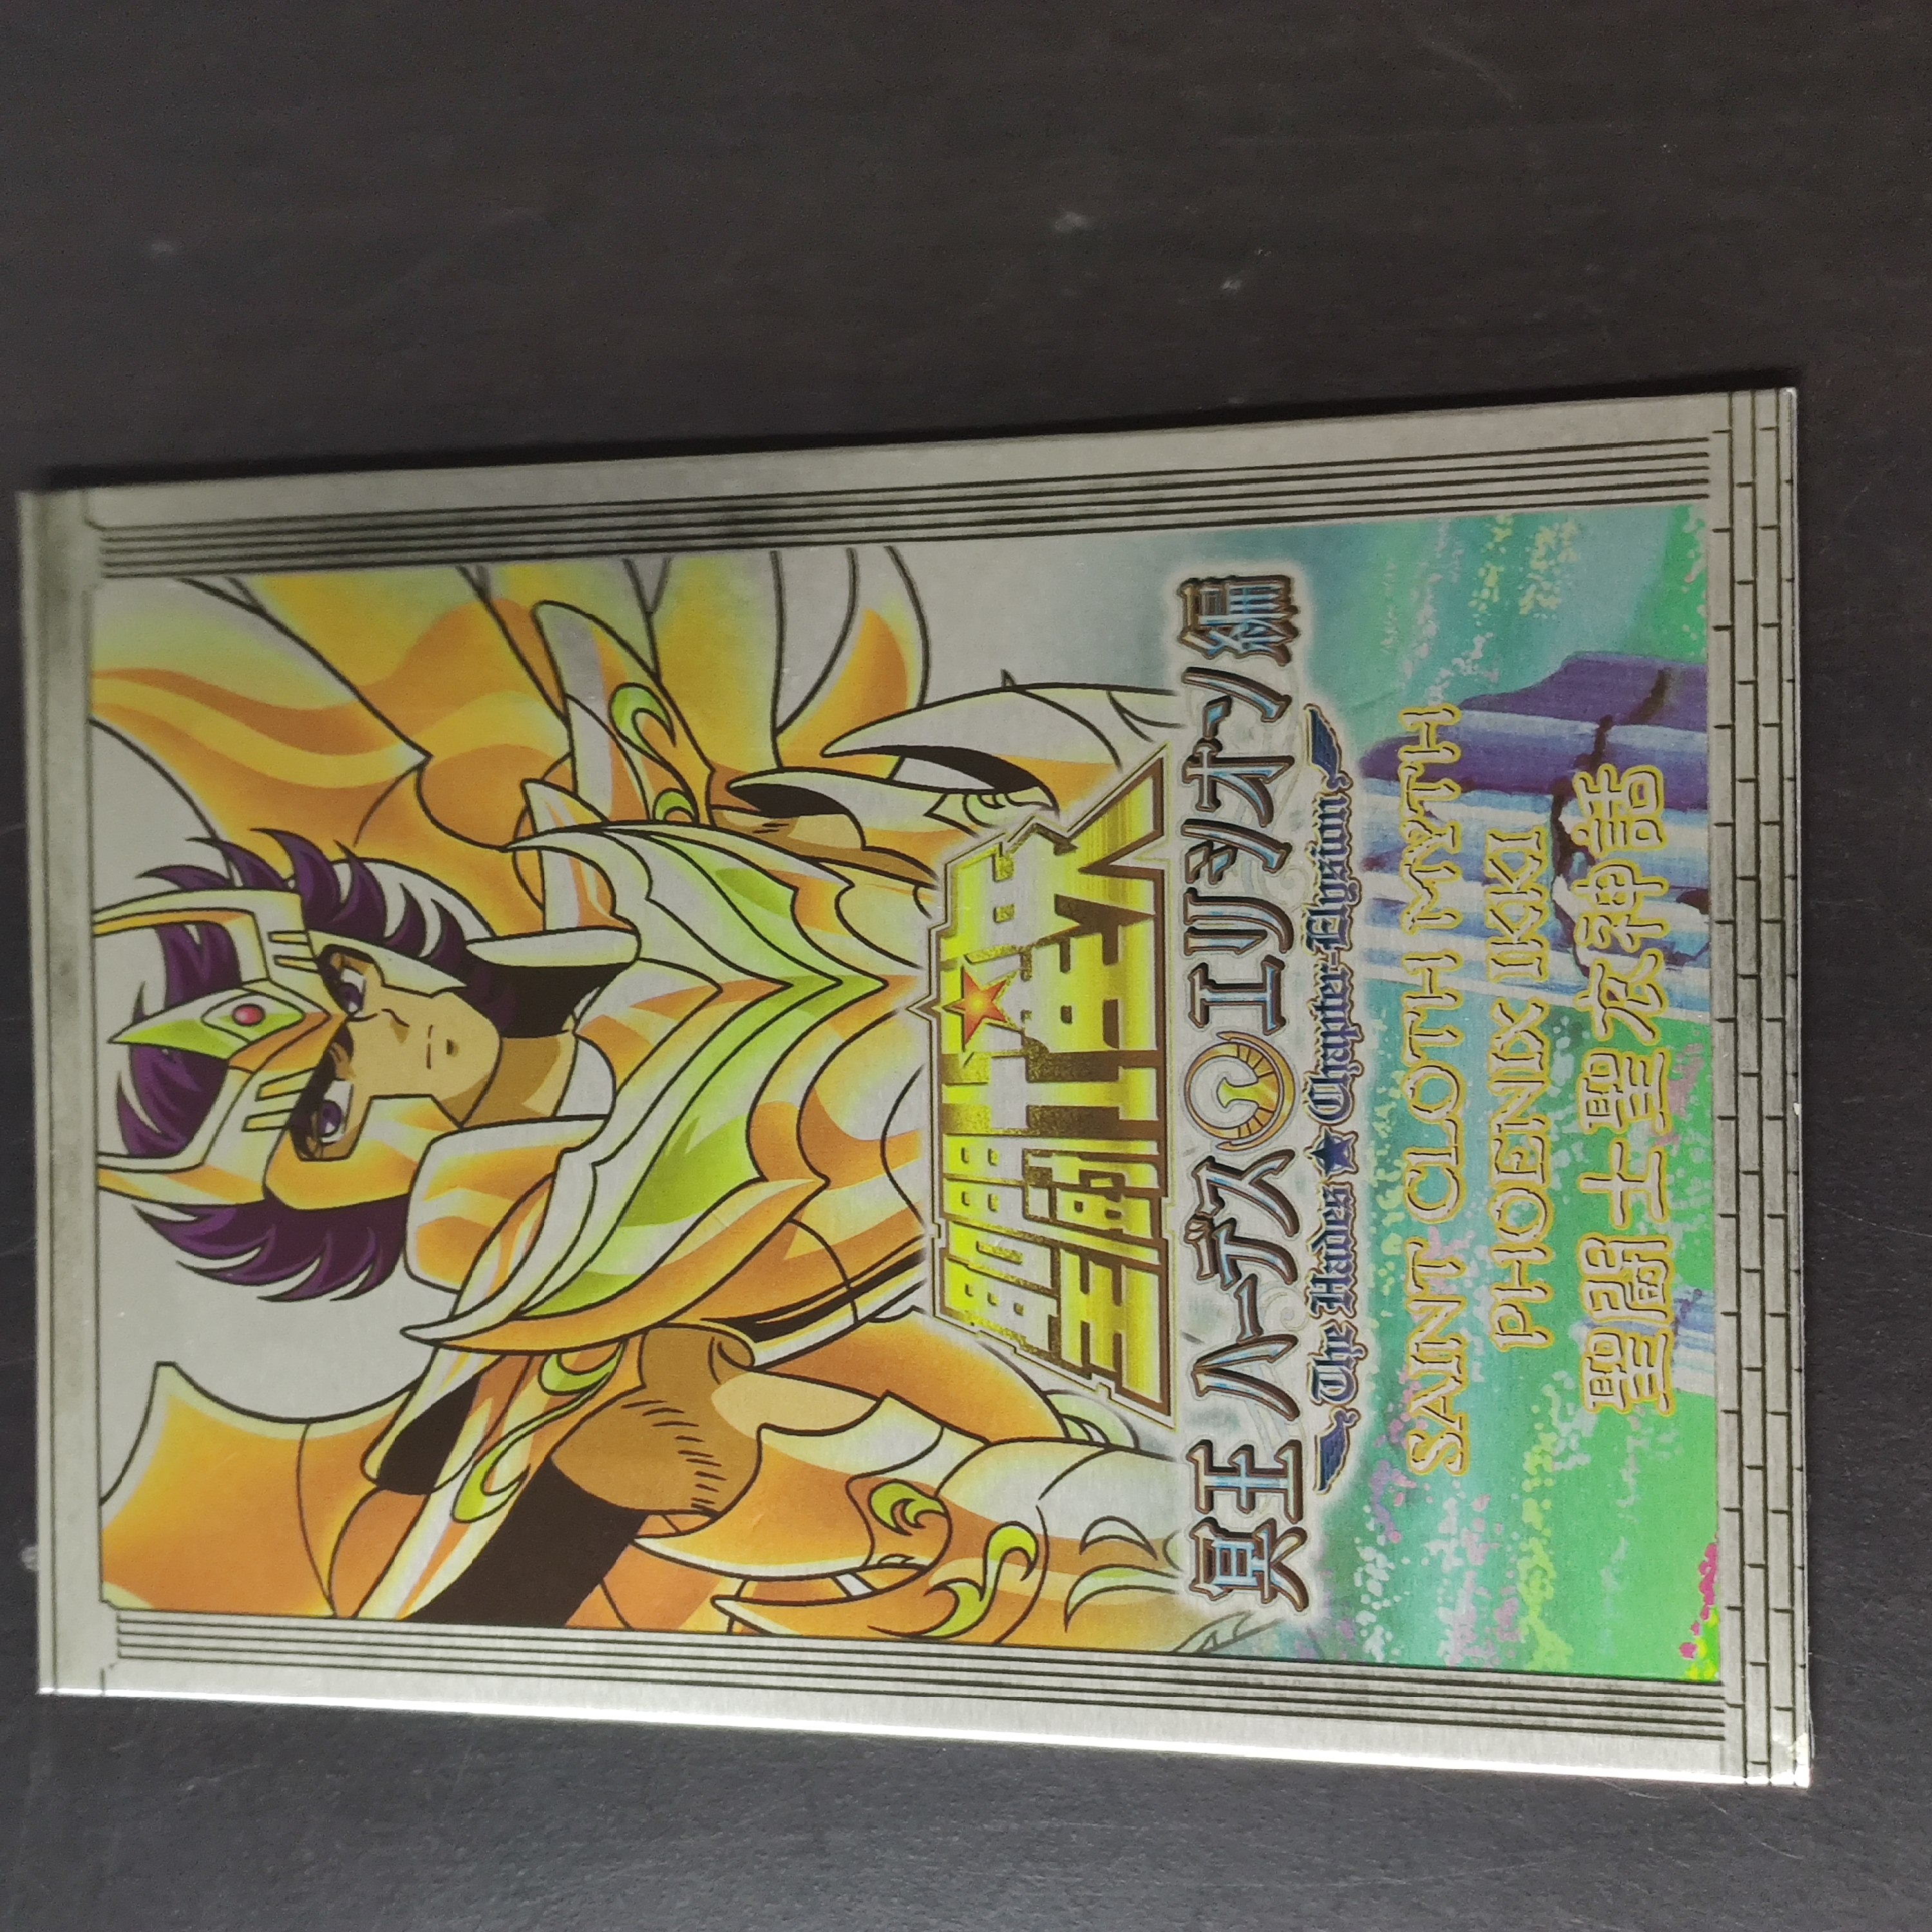 聖闘士星矢
冥王ハーデスエリシオン編
The Hades★Chapter-Elysion
SAINT CLOTH MYTH
PHOENIX IKKI
聖闘士聖衣神話